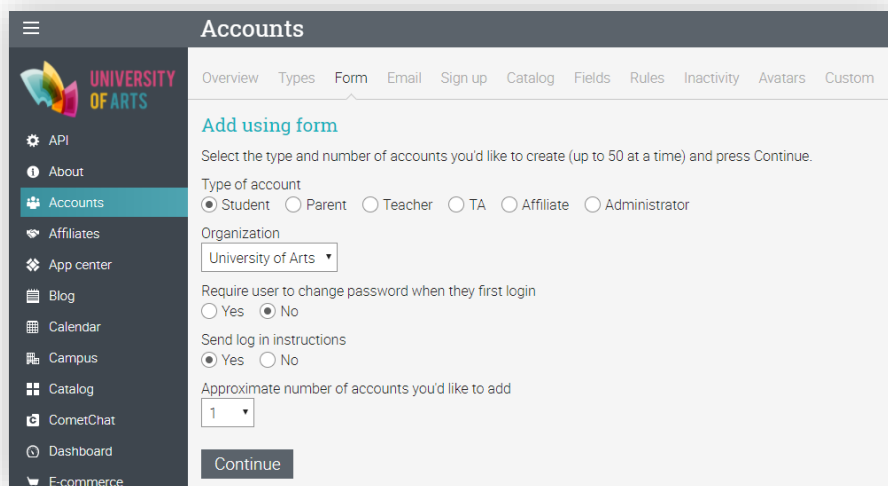 Accounts
UNIVERSITY
OF ARTS
Overview Types Form Email Sign up Catalog Fields Rules Inactivity Avatars Custom
Add using form
Select the type and number of accounts you'd like to create (up to 50 at a time) and press Continue.
Type of account
Student Parent Teacher TA Affiliate Administrator
Organization
University of Arts
Require user to change password when they first login
Yes No
Send log in instructions
Yes No
Approximate number of accounts you'd like to add
1
Continue
API
About
Accounts
Affiliates
App center
Blog
Calendar
Campus
Catalog
CometChat
Dashboard
E-commerce